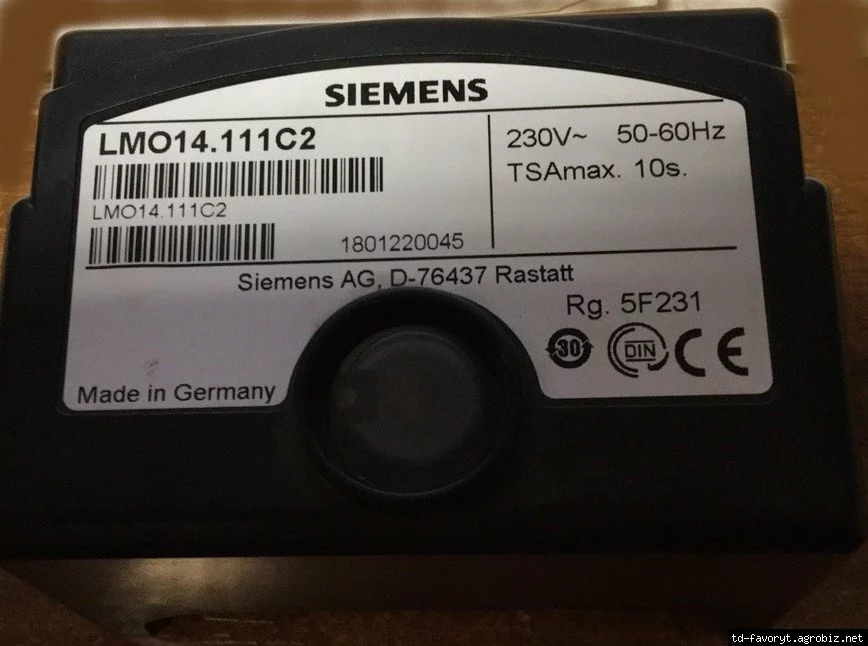 SIEMENS
LMO14.111C2
230V~ 50-60Hz
TSAmax. 10s.
LMO14.111C2
1801220045
Siemens AG, D-76437 Rastatt
Rg. 5F231
30
DIN
CE
Made in Germany
td-favoryt.agrobiz.net